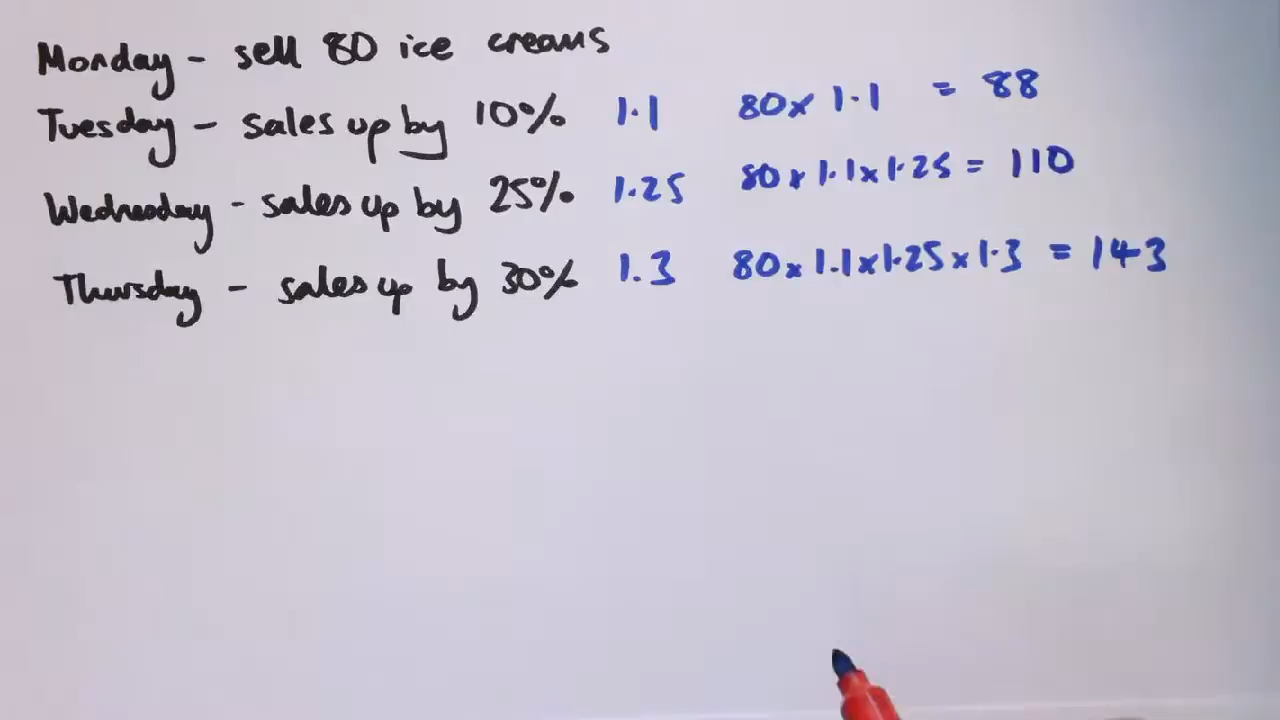 Monday - sell 80 ice creams
Tuesday - sales up by 10% 1.1 80 x 1.1 = 88
Wednesday - sales up by 25% 1.25 80 x 1.1 x 1.25 = 110
Thursday - sales up by 30% 1.3 80 x 1.1 x 1.25 x 1.3 = 143